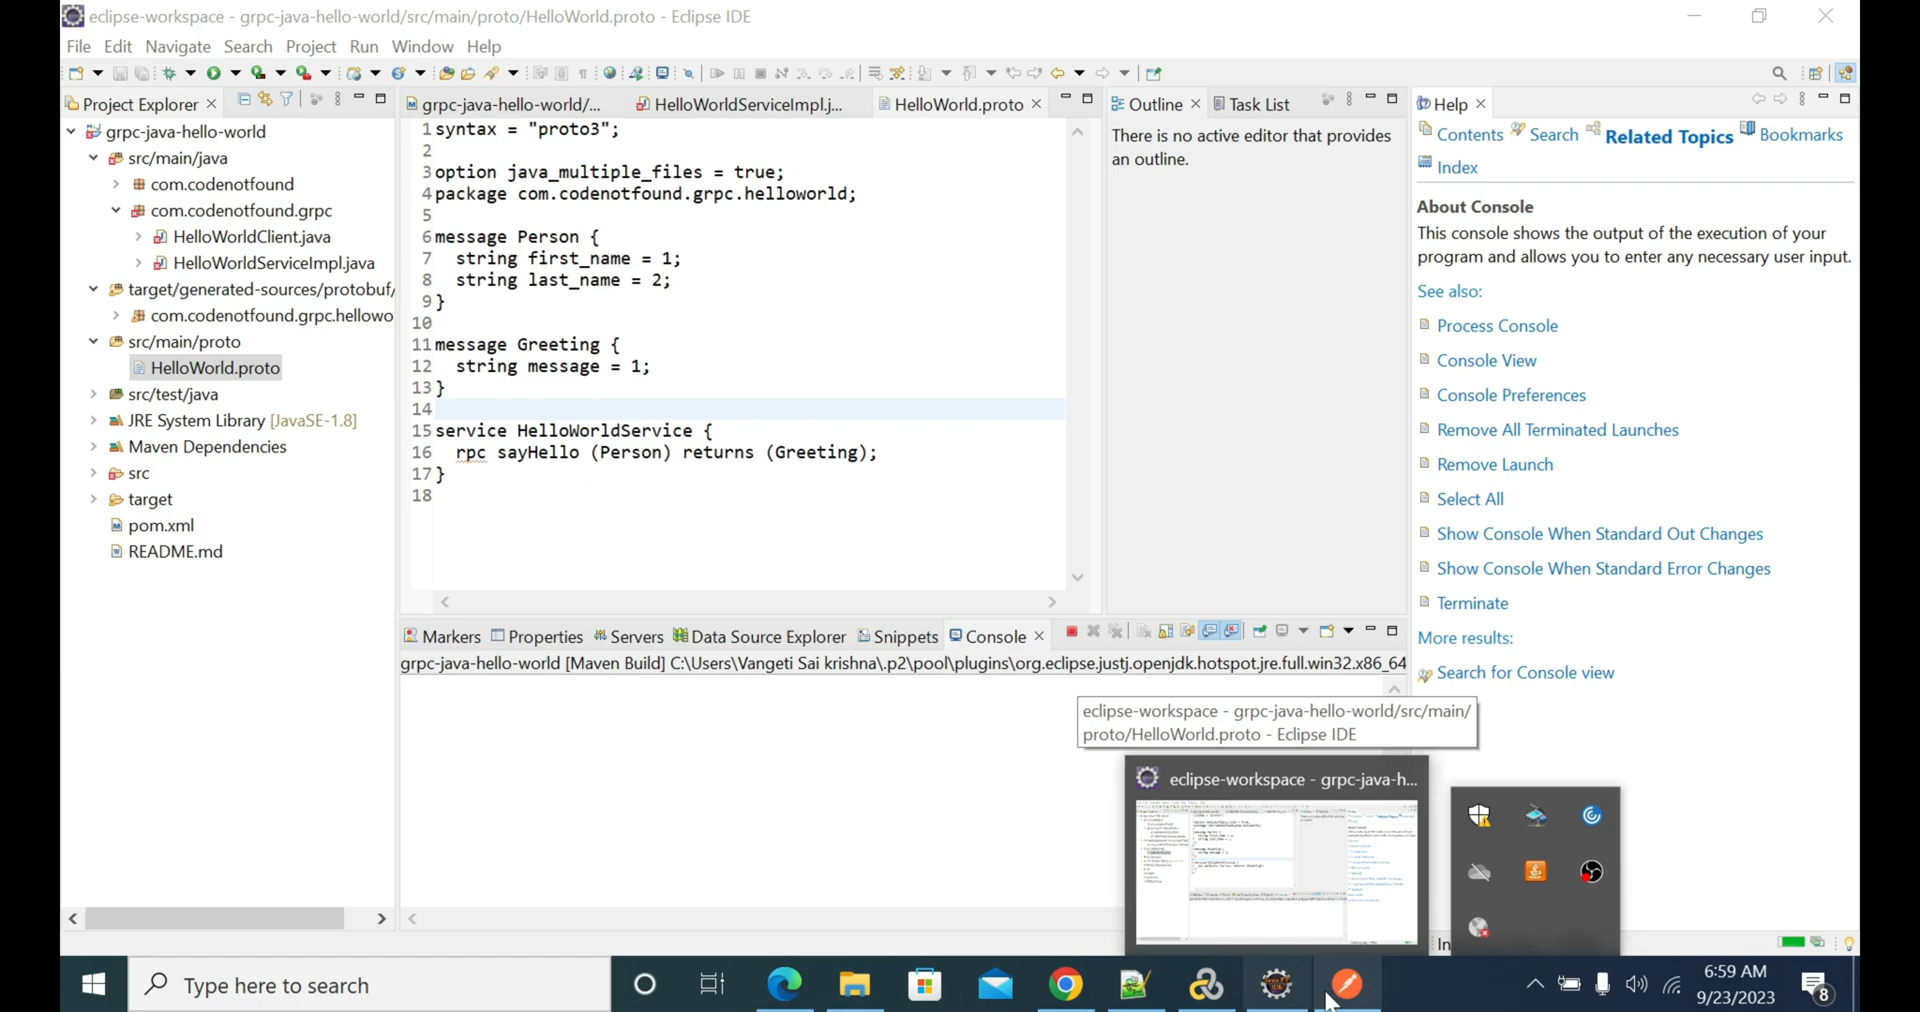 eclipse-workspace - grpc-java-hello-world/src/main/proto/HelloWorld.proto - Eclipse IDE
File Edit Navigate Search Project Run Window Help
Project Explorer
grpc-java-hello-world
src/main/java
com.codenotfound
com.codenotfound.grpc
HelloWorldClient.java
HelloWorldServiceImpl.java
target/generated-sources/protobuf/
com.codenotfound.grpc.hellowo
src/main/proto
HelloWorld.proto
src/test/java
JRE System Library [JavaSE-1.8]
Maven Dependencies
src
target
pom.xml
README.md
grpc-java-hello-world/... HelloWorldServiceImpl.j... HelloWorld.proto
1 syntax = "proto3";
2
3 option java_multiple_files = true;
4 package com.codenotfound.grpc.helloworld;
5
6 message Person {
7 string first_name = 1;
8 string last_name = 2;
9 }
10
11 message Greeting {
12 string message = 1;
13 }
14
15 service HelloWorldService {
16 rpc sayHello (Person) returns (Greeting);
17 }
18
Outline Task List
There is no active editor that provides
an outline.
Help
Contents Search Related Topics Bookmarks
Index
About Console
This console shows the output of the execution of your
program and allows you to enter any necessary user input.
See also:
Process Console
Console View
Console Preferences
Remove All Terminated Launches
Remove Launch
Select All
Show Console When Standard Out Changes
Show Console When Standard Error Changes
Terminate
More results:
Search for Console view
Markers Properties Servers Data Source Explorer Snippets Console
grpc-java-hello-world [Maven Build] C:\Users\Vangeti Sai krishna\.p2\pool\plugins\org.eclipse.justj.openjdk.hotspot.jre.full.win32.x86_64
eclipse-workspace - grpc-java-hello-world/src/main/
proto/HelloWorld.proto - Eclipse IDE
eclipse-workspace - grpc-java-h...
In
Type here to search
6:59 AM
9/23/2023
8